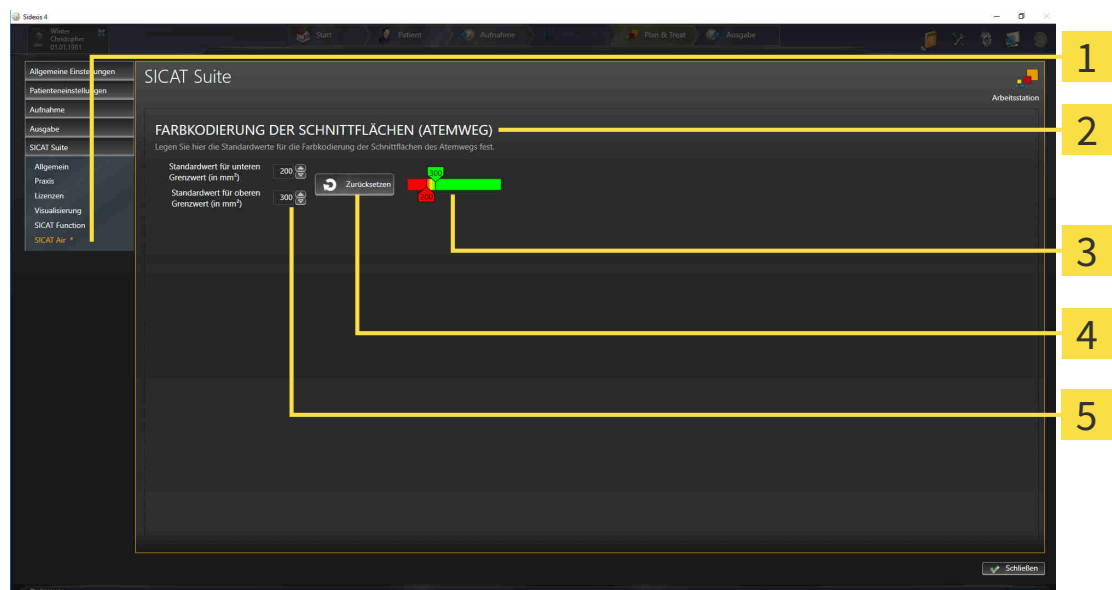 Sidexis 4
Winter
Christopher
01.01.1981
Start
Patient
Aufnahme
Plan & Treat
Ausgabe
Allgemeine Einstellungen
Patienteneinstellungen
Aufnahme
Ausgabe
SICAT Suite
Allgemein
Praxis
Lizenzen
Visualisierung
SICAT Function
SICAT Air *
SICAT Suite
Arbeitsstation
FARBKODIERUNG DER SCHNITTFLÄCHEN (ATEMWEG)
Legen Sie hier die Standardwerte für die Farbkodierung der Schnittflächen des Atemwegs fest.
Standardwert für unteren
Grenzwert (in mm²)
200
Standardwert für oberen
Grenzwert (in mm²)
300
Zurücksetzen
300
200
Schließen
1
2
3
4
5